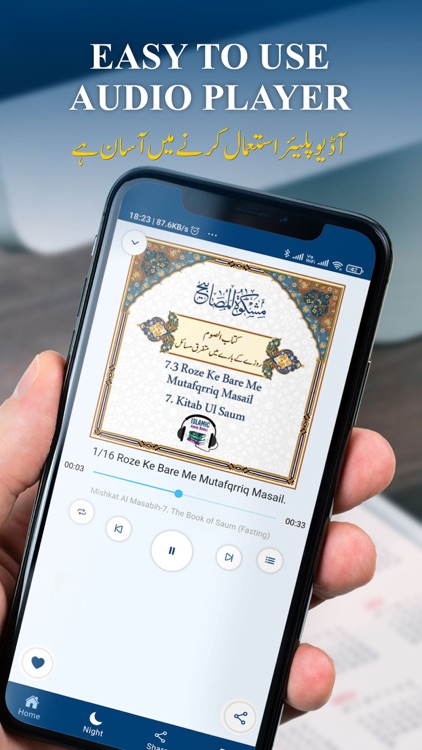 EASY TO USE
AUDIO PLAYER
آڈیو پلیئر استعمال کرنے میں آسان ہے
18:23 | 87.6KB/s
...
مشكوة المصابيح
کتاب الصوم
روزے کے بارے میں متفرق مسائل
7.3 Roze Ke Bare Me
Mutafqrriq Masail
7. Kitab Ul Saum
ISLAMIC
1/16 Roze Ke Bare Me Mutafqrriq Masail.
00:03
00:33
Mishkat Al Masabih-7. The Book of Saum (Fasting)
Home
Night